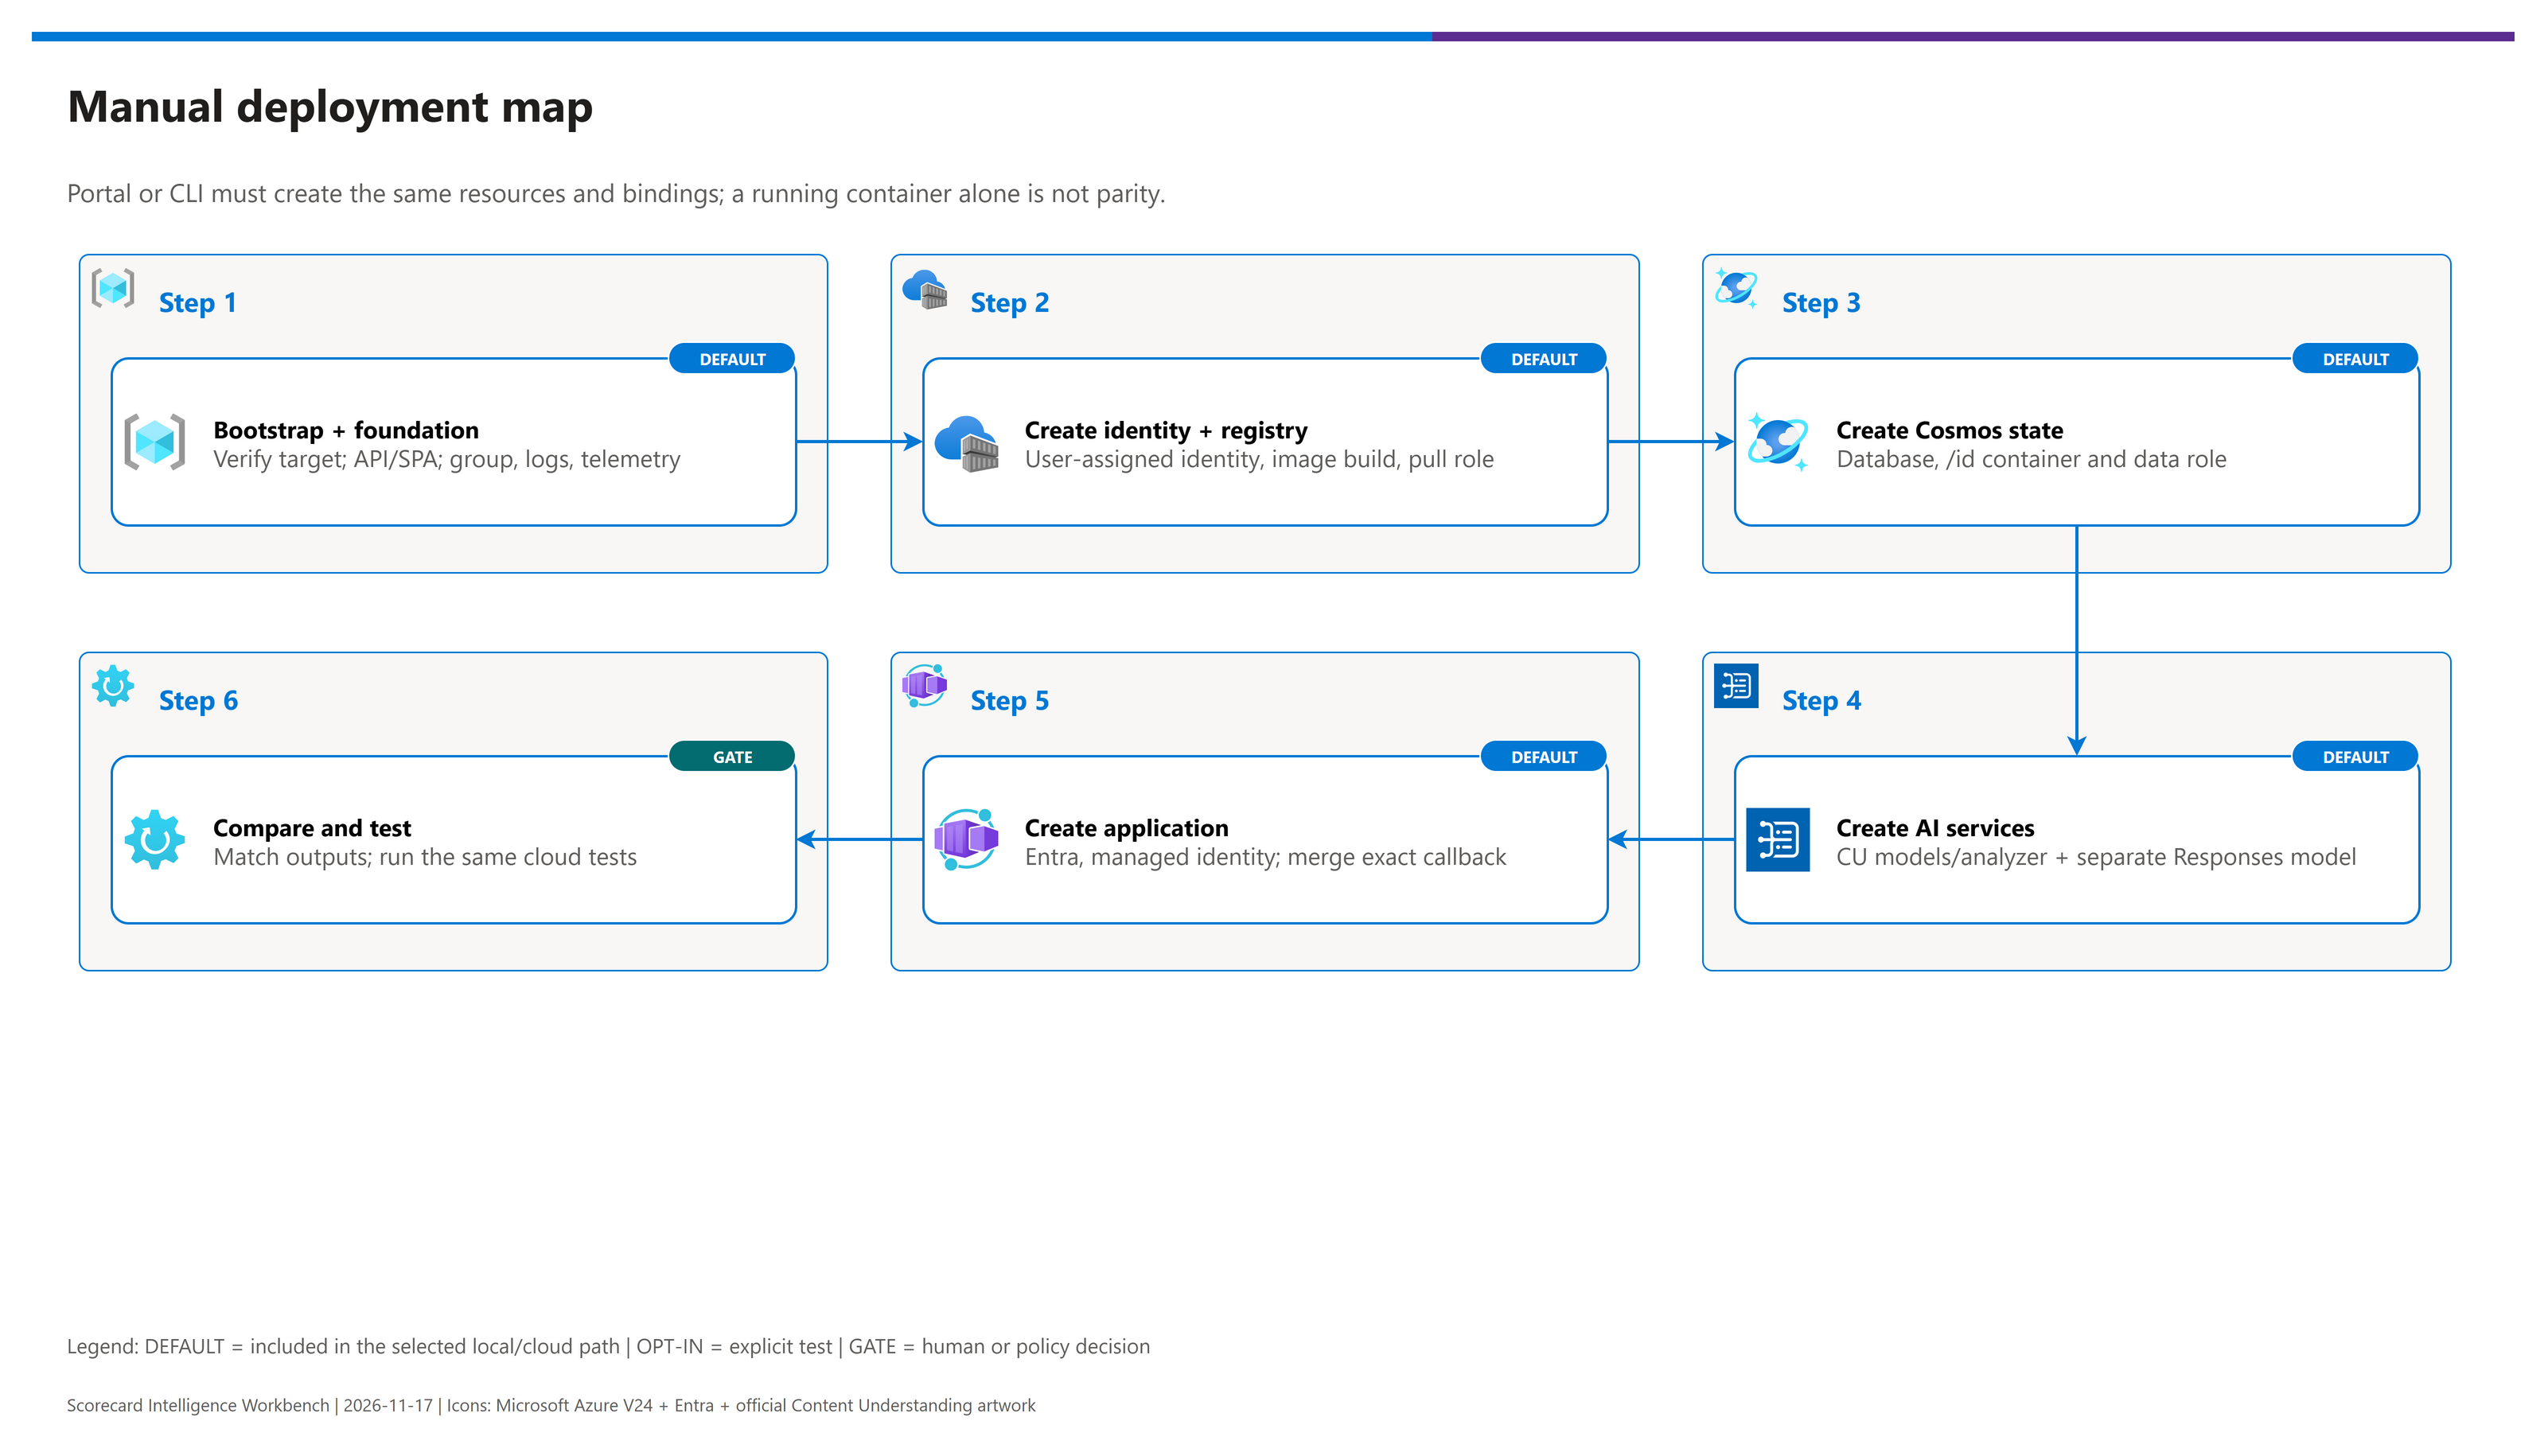 Manual deployment map
Portal or CLI must create the same resources and bindings; a running container alone is not parity.
Step 1
DEFAULT
Bootstrap + foundation
Verify target; API/SPA; group, logs, telemetry
Step 2
DEFAULT
Create identity + registry
User-assigned identity, image build, pull role
Step 3
DEFAULT
Create Cosmos state
Database, /id container and data role
Step 4
DEFAULT
Create AI services
CU models/analyzer + separate Responses model
Step 5
DEFAULT
Create application
Entra, managed identity; merge exact callback
Step 6
GATE
Compare and test
Match outputs; run the same cloud tests
Legend: DEFAULT = included in the selected local/cloud path | OPT-IN = explicit test | GATE = human or policy decision
Scorecard Intelligence Workbench | 2026-11-17 | Icons: Microsoft Azure V24 + Entra + official Content Understanding artwork